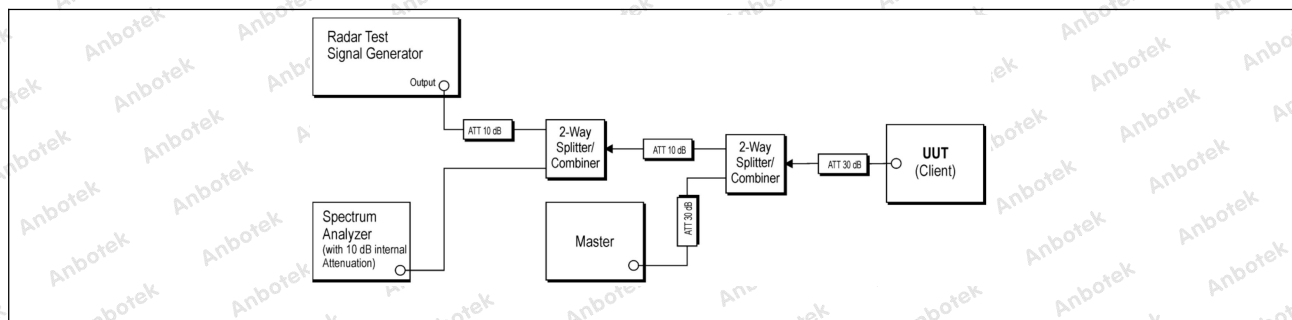 Radar Test
Signal Generator
Output
ATT 10 dB
2-Way
Splitter/
Combiner
ATT 10 dB
2-Way
Splitter/
Combiner
ATT 30 dB
UUT
(Client)
Spectrum
Analyzer
(with 10 dB internal
Attenuation)
Master
ATT 30 dB
Anbotek